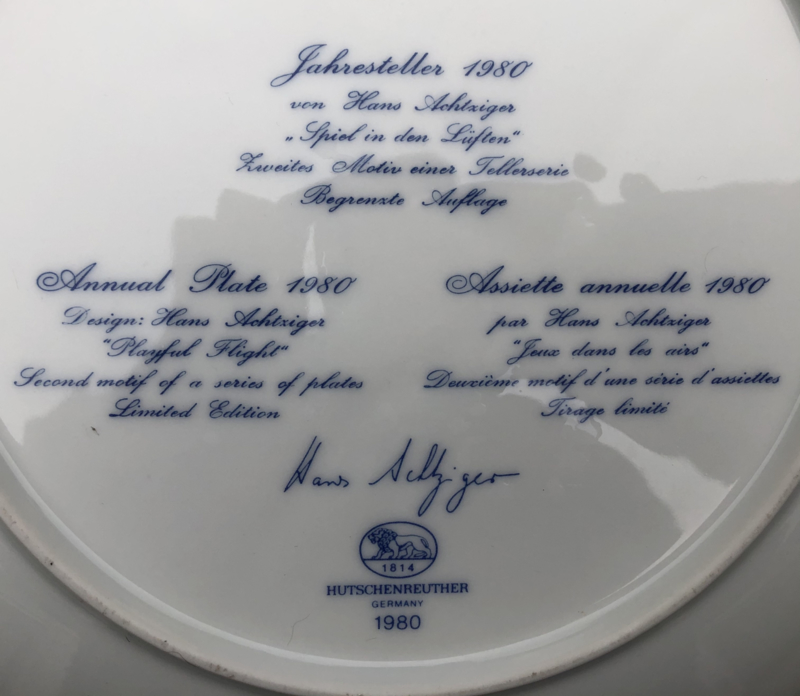 Jahresteller 1980
von Hans Achtziger
„Spiel in den Lüften“
Zweites Motiv einer Tellerserie
Begrenzte Auflage
Annual Plate 1980
Design: Hans Achtziger
"Playful Flight"
Second motif of a series of plates
Limited Edition
Assiette annuelle 1980
par Hans Achtziger
"Jeux dans les airs"
Deuxième motif d'une série d'assiettes
Tirage limité
Hans Achtziger
1814
HUTSCHENREUTHER
GERMANY
1980